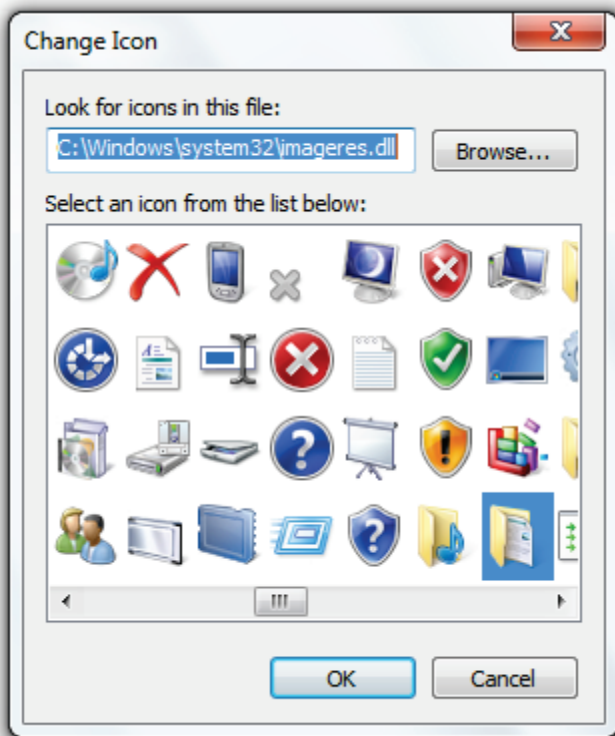 Change Icon
Look for icons in this file:
C:\Windows\system32\imageres.dll
Browse...
Select an icon from the list below:
OK
Cancel